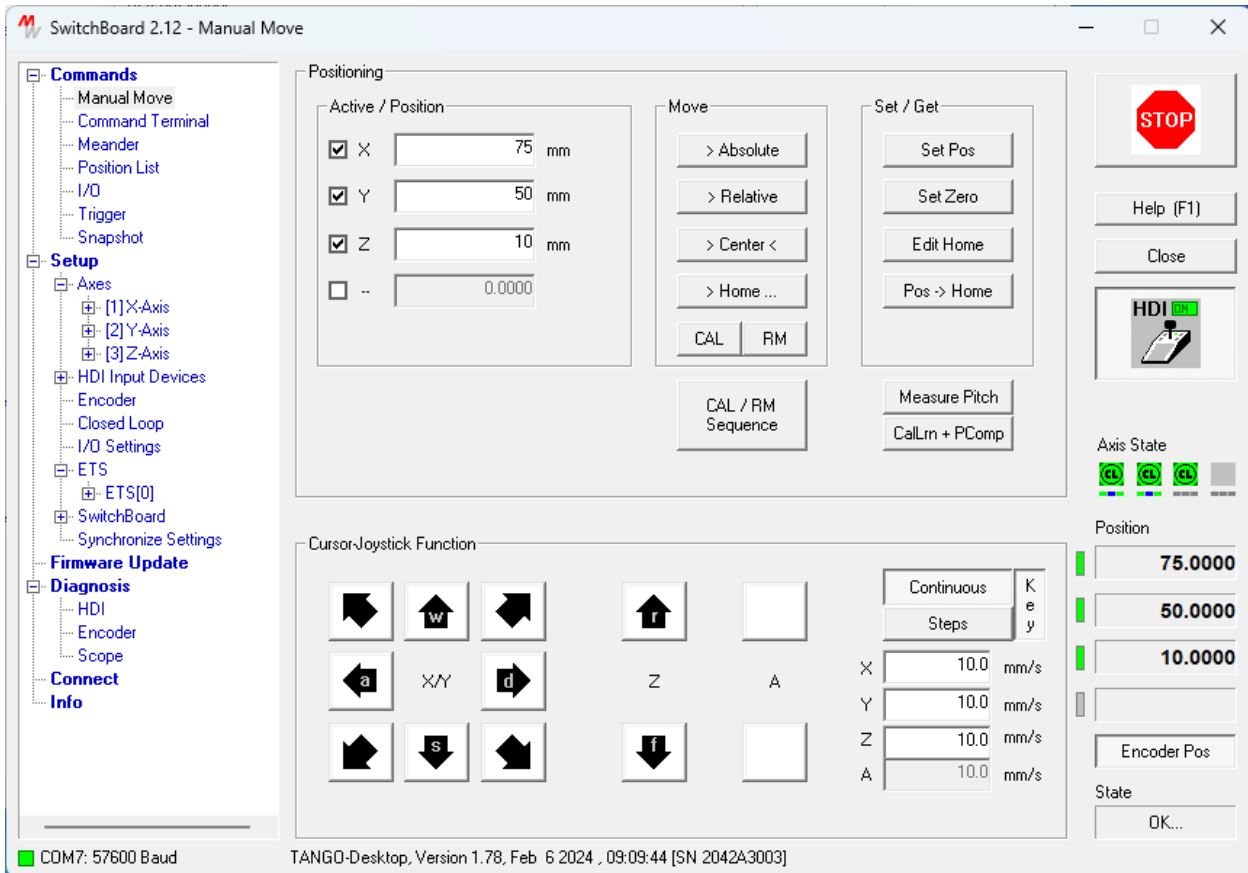 SwitchBoard 2.12 - Manual Move
Commands
Manual Move
Command Terminal
Meander
Position List
I/O
Trigger
Snapshot
Setup
Axes
[1] X-Axis
[2] Y-Axis
[3] Z-Axis
HDI Input Devices
Encoder
Closed Loop
I/O Settings
ETS
ETS[0]
SwitchBoard
Synchronize Settings
Firmware Update
Diagnosis
HDI
Encoder
Scope
Connect
Info
Positioning
Active / Position
X 75 mm
Y 50 mm
Z 10 mm
-- 0.0000
Move
> Absolute
> Relative
> Center <
> Home ...
CAL RM
CAL / RM
Sequence
Set / Get
Set Pos
Set Zero
Edit Home
Pos -> Home
Measure Pitch
CalLrn + PComp
Cursor-Joystick Function
w
a X/Y d
s
r
Z
f
A
Continuous
Steps
Key
X 10.0 mm/s
Y 10.0 mm/s
Z 10.0 mm/s
A 10.0 mm/s
STOP
Help (F1)
Close
HDI ON
Axis State
CL CL CL
Position
75.0000
50.0000
10.0000
Encoder Pos
State
OK...
COM7: 57600 Baud
TANGO-Desktop, Version 1.78, Feb 6 2024 , 09:09:44 [SN 2042A3003]